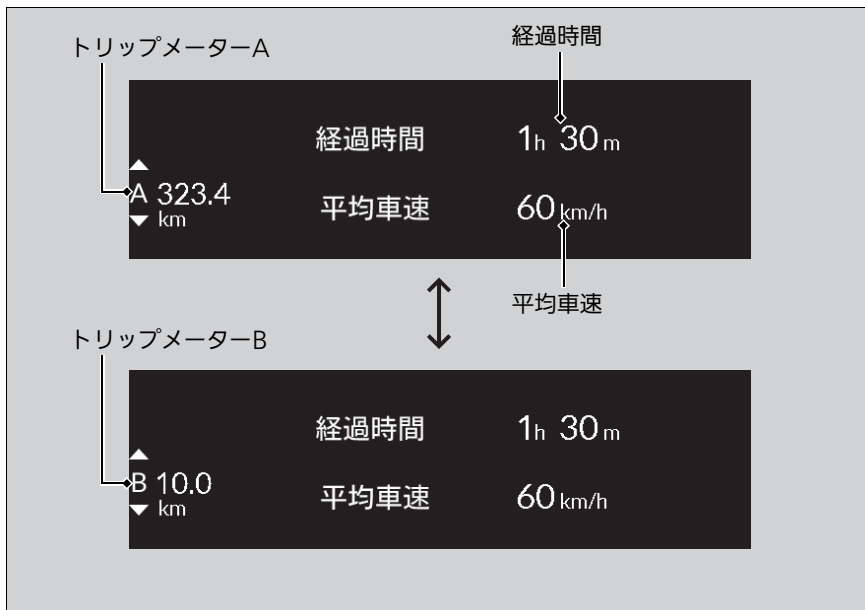 トリップメーターA
経過時間
経過時間 1h 30m
A 323.4
km
平均車速 60km/h
平均車速
トリップメーターB
経過時間 1h 30m
B 10.0
km
平均車速 60km/h